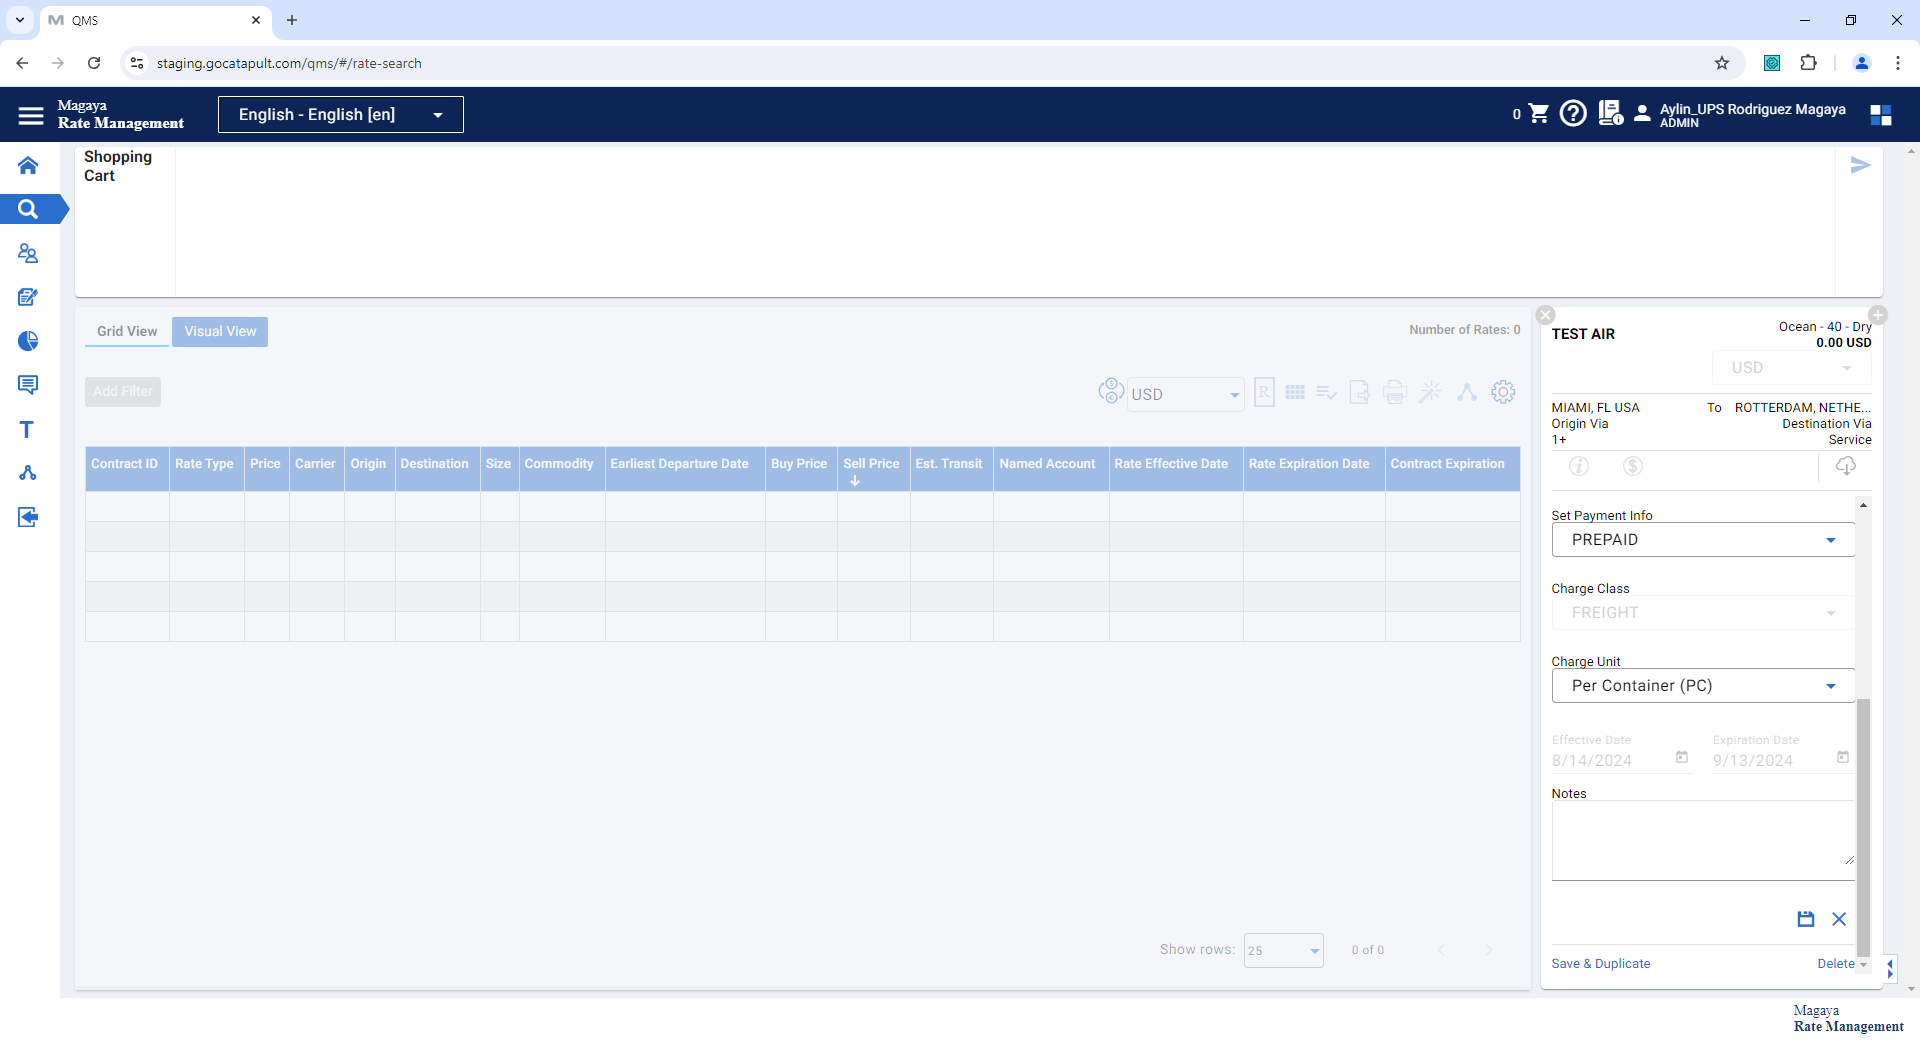 QMS
staging.gocatapult.com/qms/#/rate-search
Magaya
Rate Management
English - English [en]
0
Aylin_UPS Rodriguez Magaya
ADMIN
Shopping
Cart
Grid View
Visual View
Number of Rates: 0
Add Filter
USD
R
Contract ID Rate Type Price Carrier Origin Destination Size Commodity Earliest Departure Date Buy Price Sell Price Est. Transit Named Account Rate Effective Date Rate Expiration Date Contract Expiration
Show rows: 25 0 of 0
TEST AIR
Ocean - 40 - Dry
0.00 USD
USD
MIAMI, FL USA To ROTTERDAM, NETHE...
Origin Via Destination Via
1+ Service
Set Payment Info
PREPAID
Charge Class
FREIGHT
Charge Unit
Per Container (PC)
Effective Date Expiration Date
8/14/2024 9/13/2024
Notes
Save & Duplicate Delete
Magaya
Rate Management